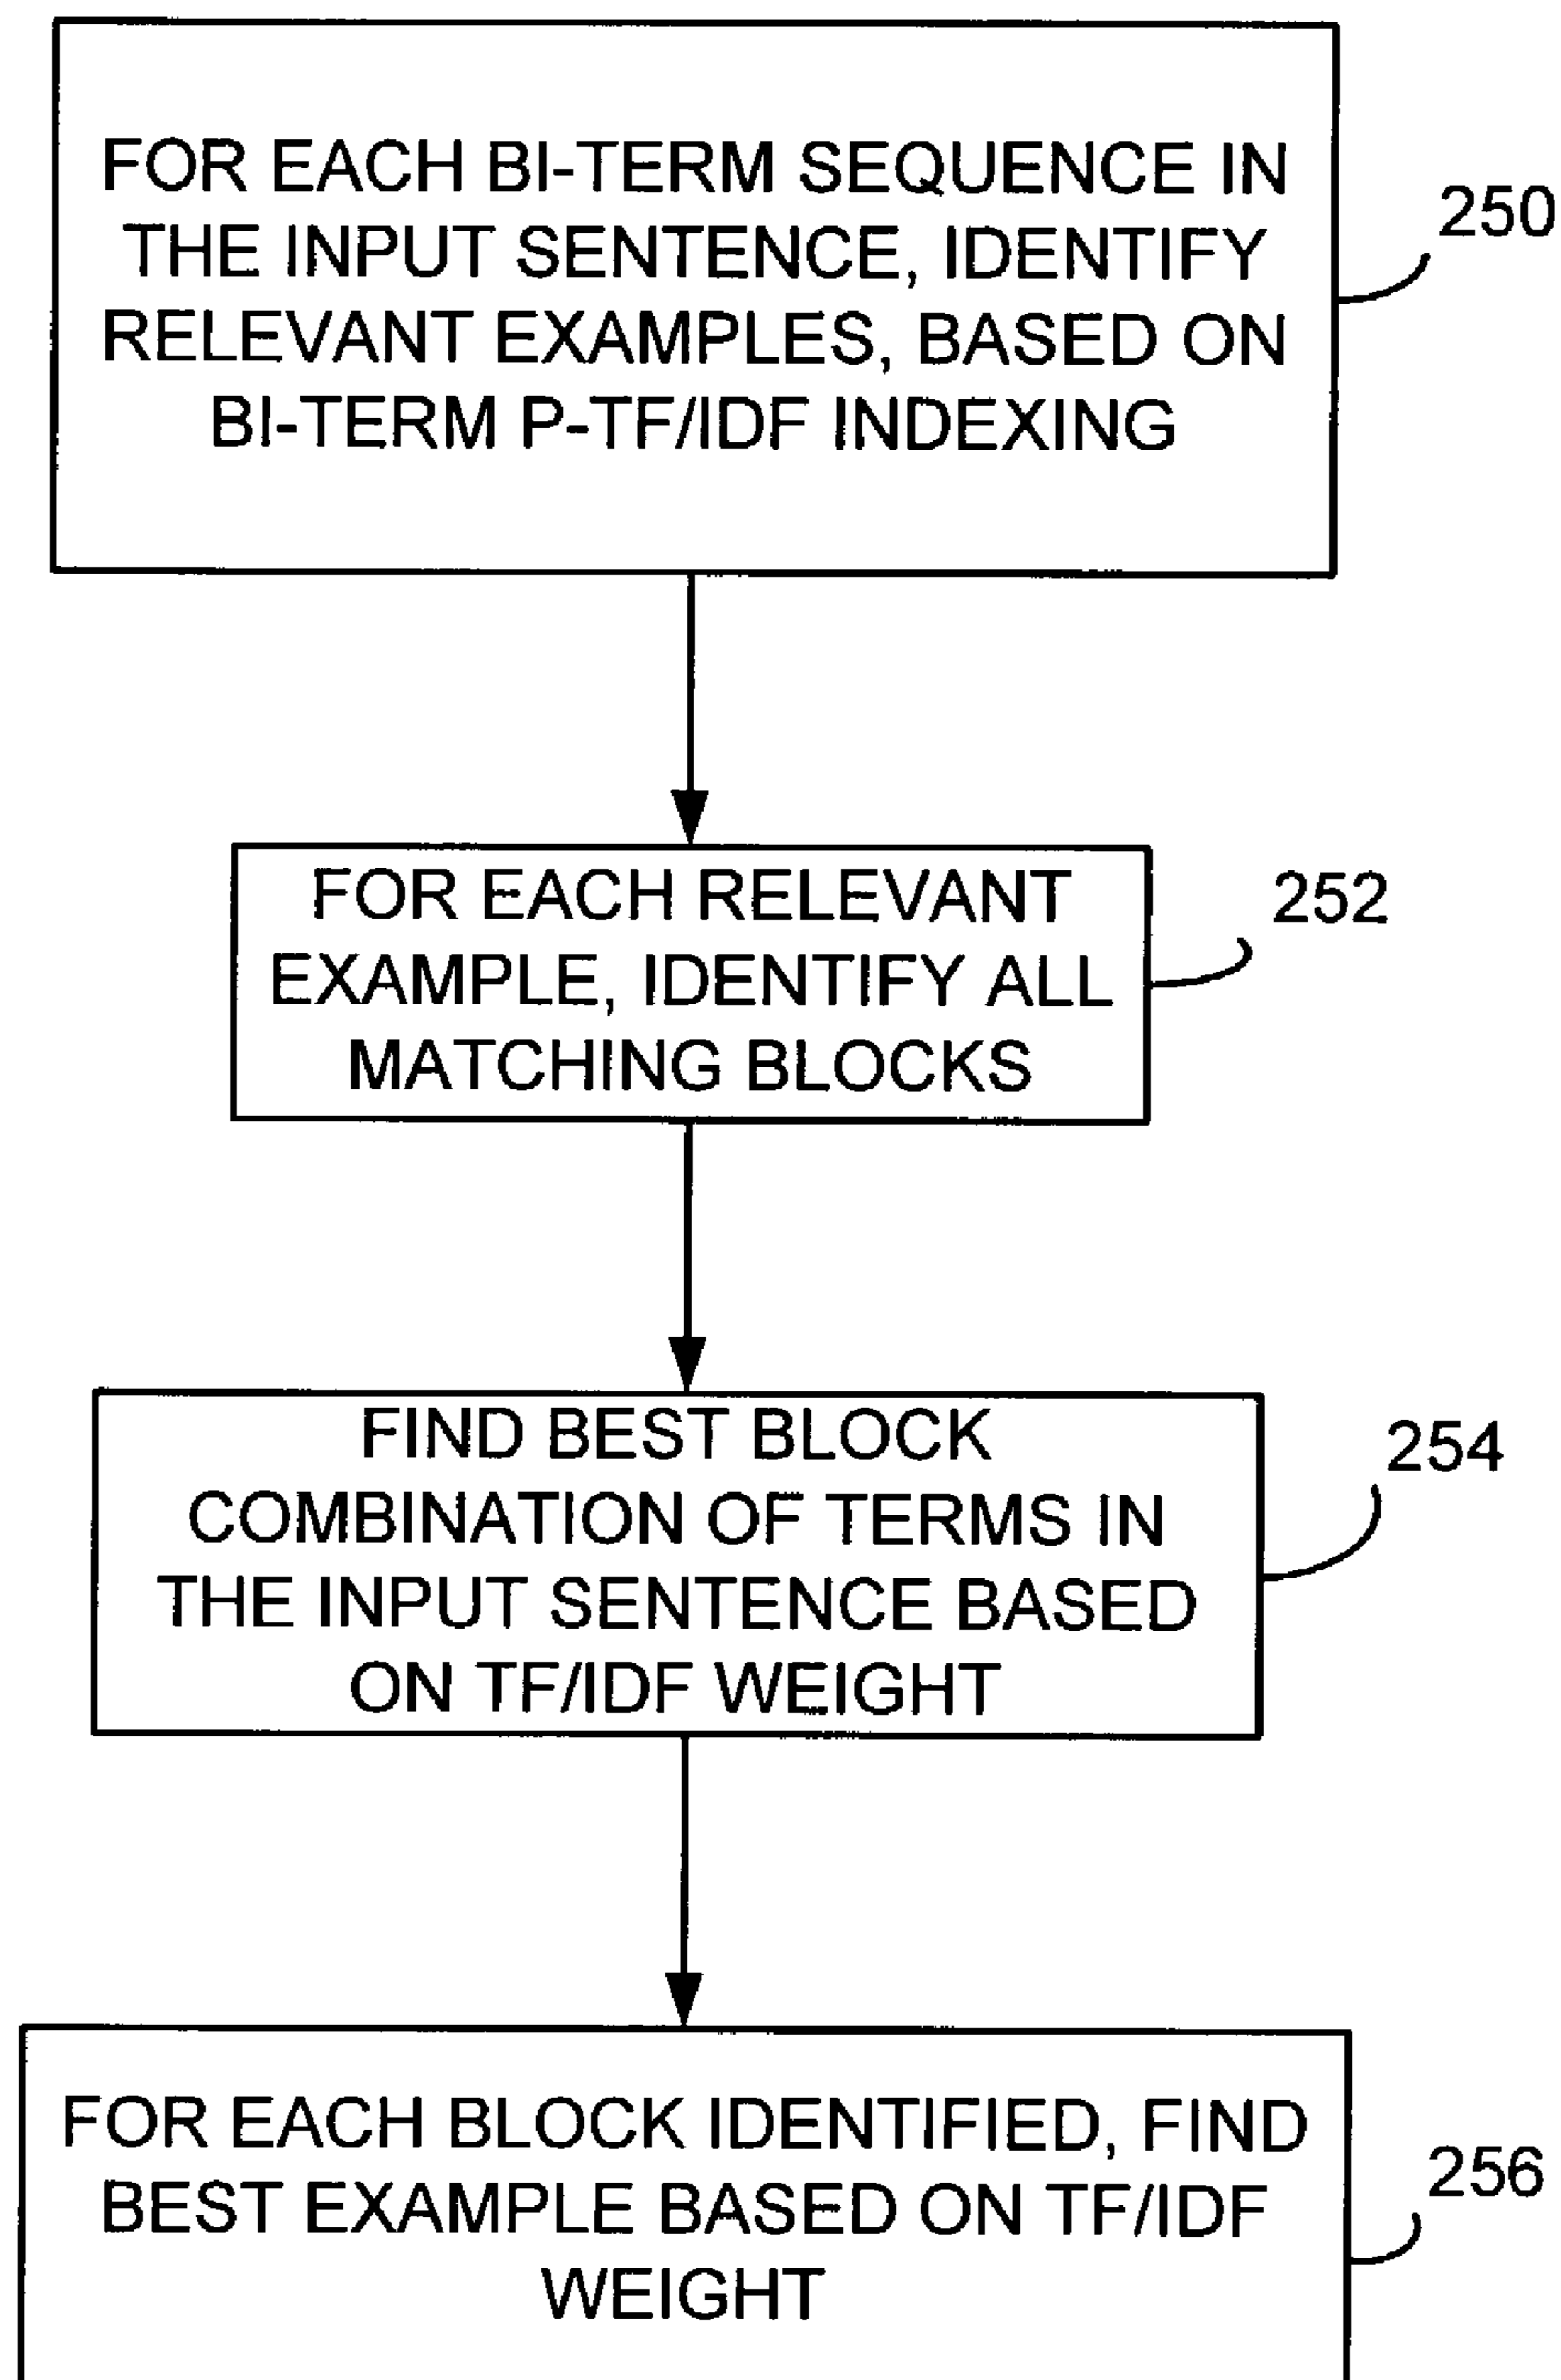 FOR EACH BI-TERM SEQUENCE IN
THE INPUT SENTENCE, IDENTIFY
RELEVANT EXAMPLES, BASED ON
BI-TERM P-TF/IDF INDEXING
250
FOR EACH RELEVANT
EXAMPLE, IDENTIFY ALL
MATCHING BLOCKS
252
FIND BEST BLOCK
COMBINATION OF TERMS IN
THE INPUT SENTENCE BASED
ON TF/IDF WEIGHT
254
FOR EACH BLOCK IDENTIFIED, FIND
BEST EXAMPLE BASED ON TF/IDF
WEIGHT
256